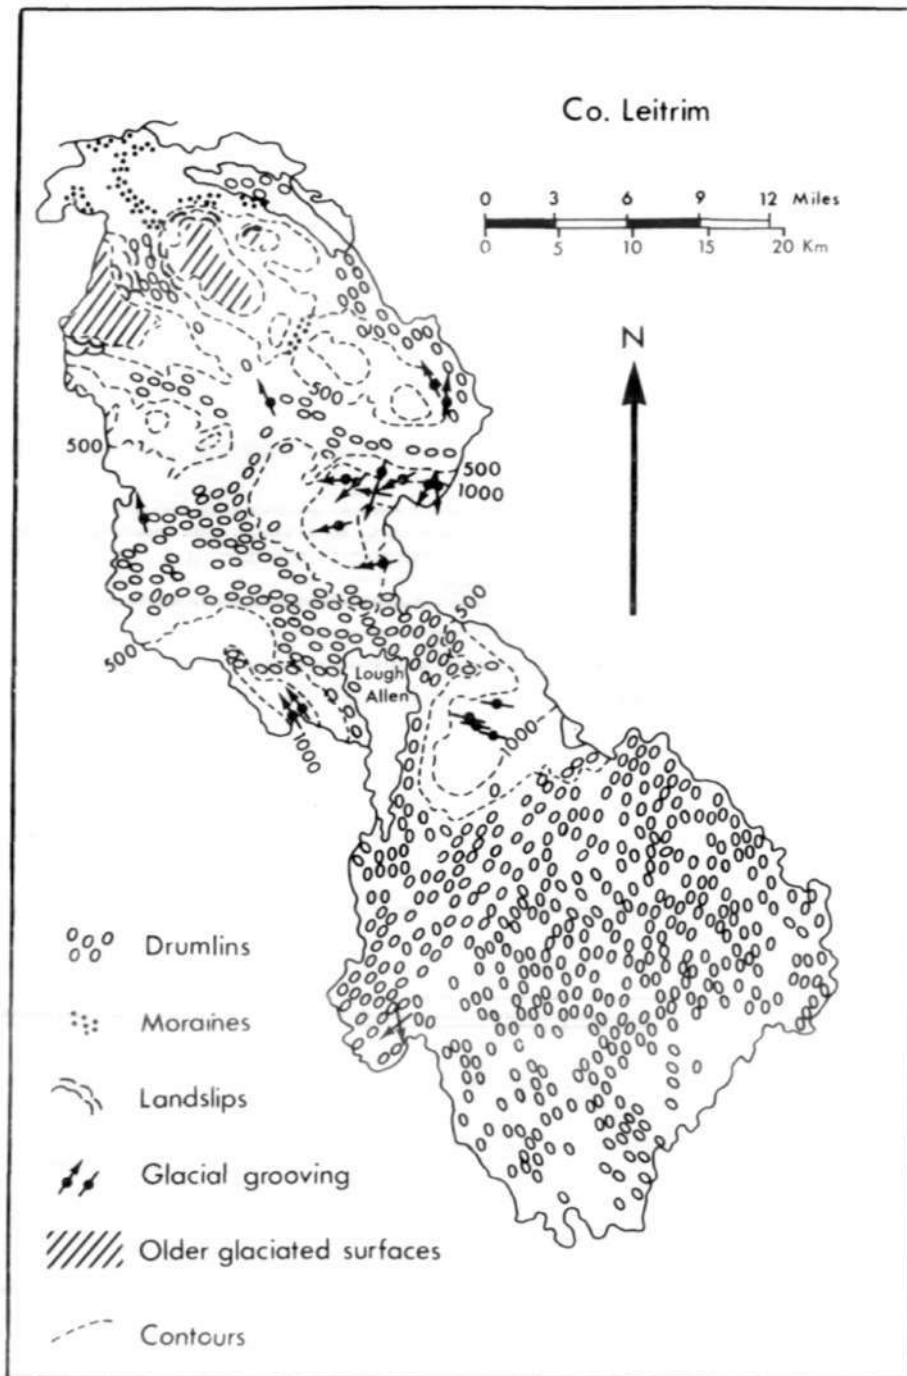 Co. Leitrim
0 3 6 9 12 Miles
0 5 10 15 20 Km
N
500
500
500
1000
500
500
Lough
Allen
1000
1000
Drumlins
Moraines
Landslips
Glacial grooving
Older glaciated surfaces
Contours